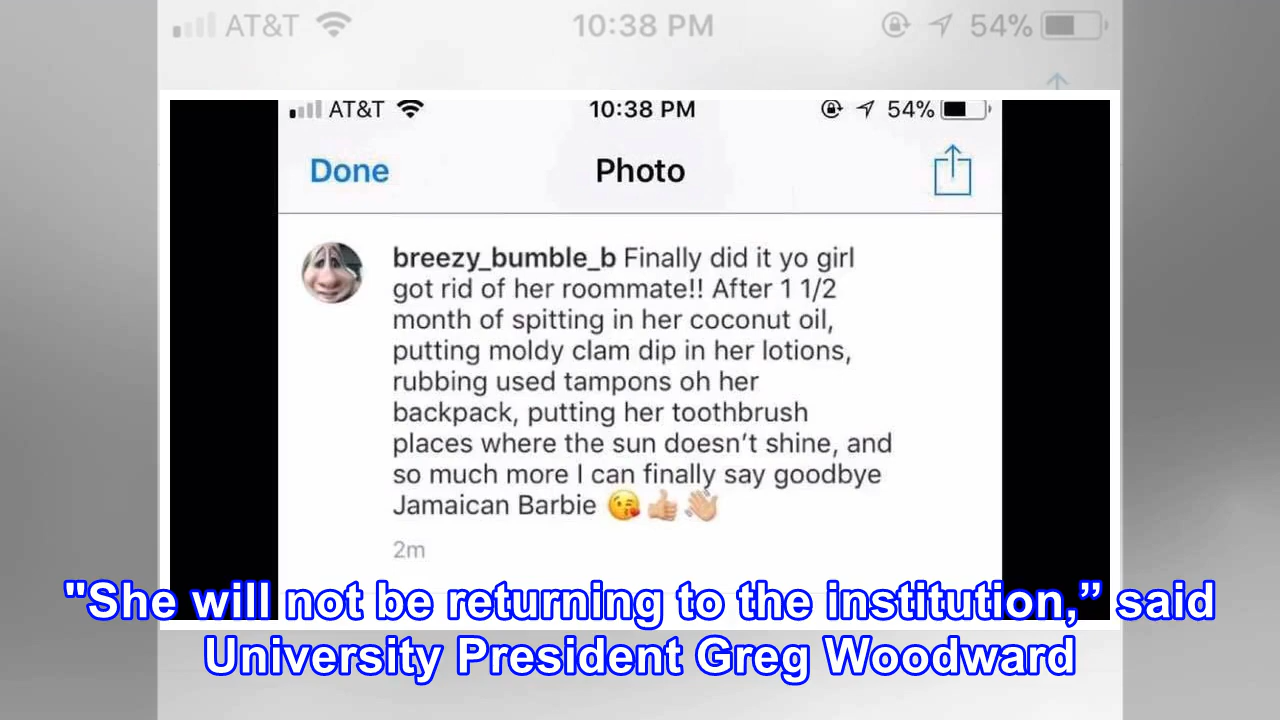 AT&T 10:38 PM 54%
AT&T 10:38 PM 54%
Done Photo
breezy_bumble_b Finally did it yo girl
got rid of her roommate!! After 1 1/2
month of spitting in her coconut oil,
putting moldy clam dip in her lotions,
rubbing used tampons oh her
backpack, putting her toothbrush
places where the sun doesn’t shine, and
so much more I can finally say goodbye
Jamaican Barbie 😘👍🏼👋🏼
2m
"She will not be returning to the institution,” said
University President Greg Woodward